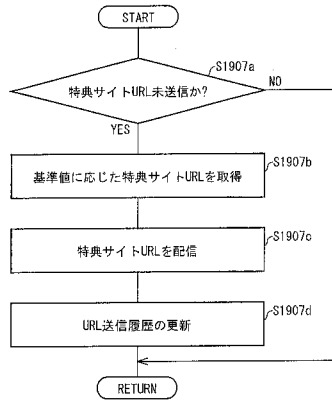 START
特典サイトURL未送信か?
S1907a
NO
YES
基準値に応じた特典サイトURLを取得
S1907b
特典サイトURLを配信
S1907c
URL送信履歴の更新
S1907d
RETURN